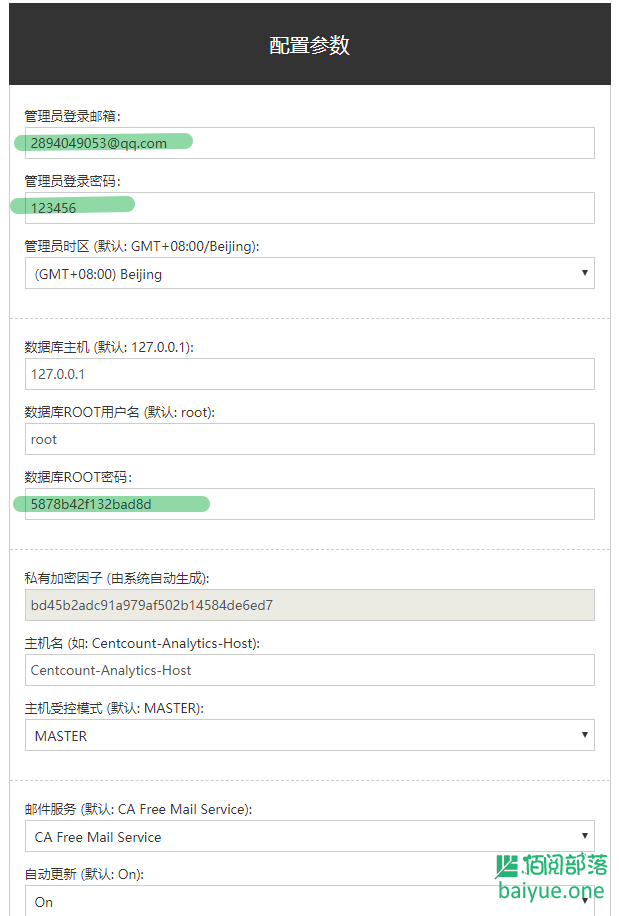 配置参数
管理员登录邮箱:
2894049053@qq.com
管理员登录密码:
123456
管理员时区 (默认: GMT+08:00/Beijing):
(GMT+08:00) Beijing
数据库主机 (默认: 127.0.0.1):
127.0.0.1
数据库ROOT用户名 (默认: root):
root
数据库ROOT密码:
5878b42f132bad8d
私有加密因子 (由系统自动生成):
bd45b2adc91a979af502b14584de6ed7
主机名 (如: Centcount-Analytics-Host):
Centcount-Analytics-Host
主机受控模式 (默认: MASTER):
MASTER
邮件服务 (默认: CA Free Mail Service):
CA Free Mail Service
自动更新 (默认: On):
On
佰阅部落
baiyue.one